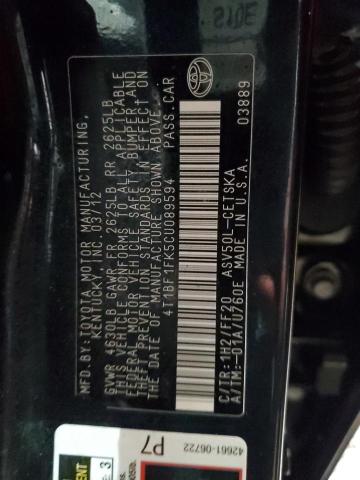 MFD. BY:TOYOTA MOTOR MANUFACTURING,
KENTUCKY, INC. 03/12
GVWR 4630LB GAWR FR 2625LB RR 2625LB
THIS VEHICLE CONFORMS TO ALL APPLICABLE
FEDERAL MOTOR VEHICLE SAFETY, BUMPER, AND
THEFT PREVENTION STANDARDS IN EFFECT ON
THE DATE OF MANUFACTURE SHOWN ABOVE.
4T1BY1FK5CU089594 PASS.CAR
C/TR:1H2/FF20 ASV50L-CETSKA
A/TM:-01A/U760E MADE IN U.S.A.
03889
42661-06722
P7